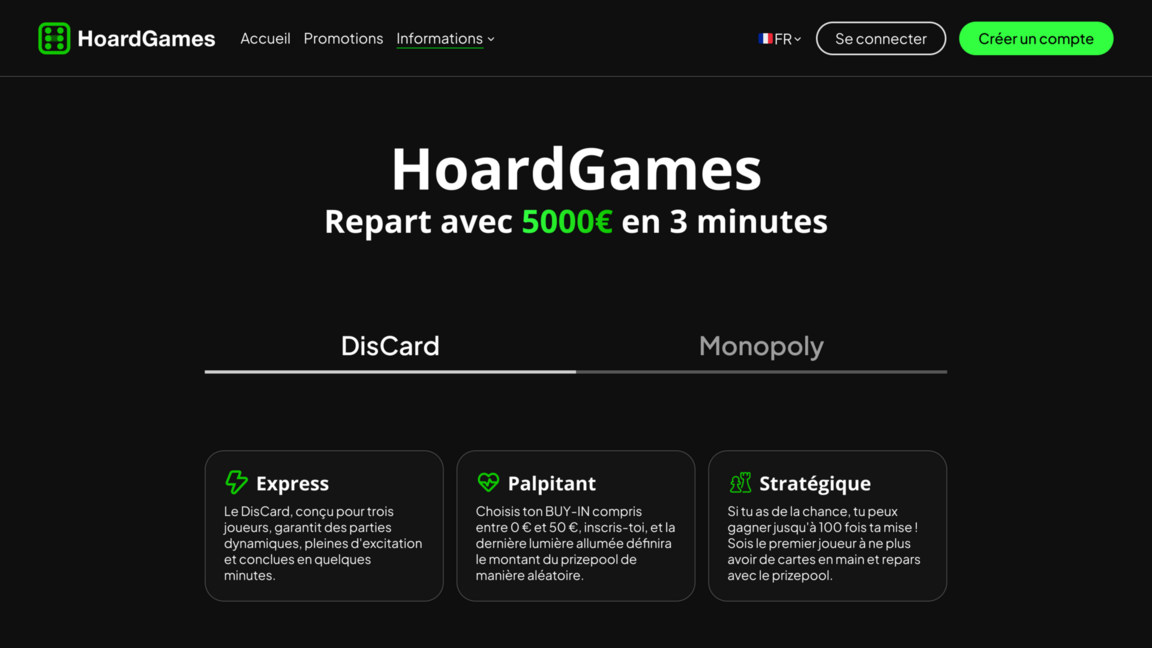 HoardGames
Accueil
Promotions
Informations
FR
Se connecter
Créer un compte
HoardGames
Repart avec 5000€ en 3 minutes
DisCard
Monopoly
Express
Le DisCard, conçu pour trois
joueurs, garantit des parties
dynamiques, pleines d'excitation
et conclues en quelques
minutes.
Palpitant
Choisis ton BUY-IN compris
entre 0 € et 50 €, inscris-toi, et la
dernière lumière allumée définira
le montant du prizepool de
manière aléatoire.
Stratégique
Si tu as de la chance, tu peux
gagner jusqu'à 100 fois ta mise !
Sois le premier joueur à ne plus
avoir de cartes en main et repars
avec le prizepool.